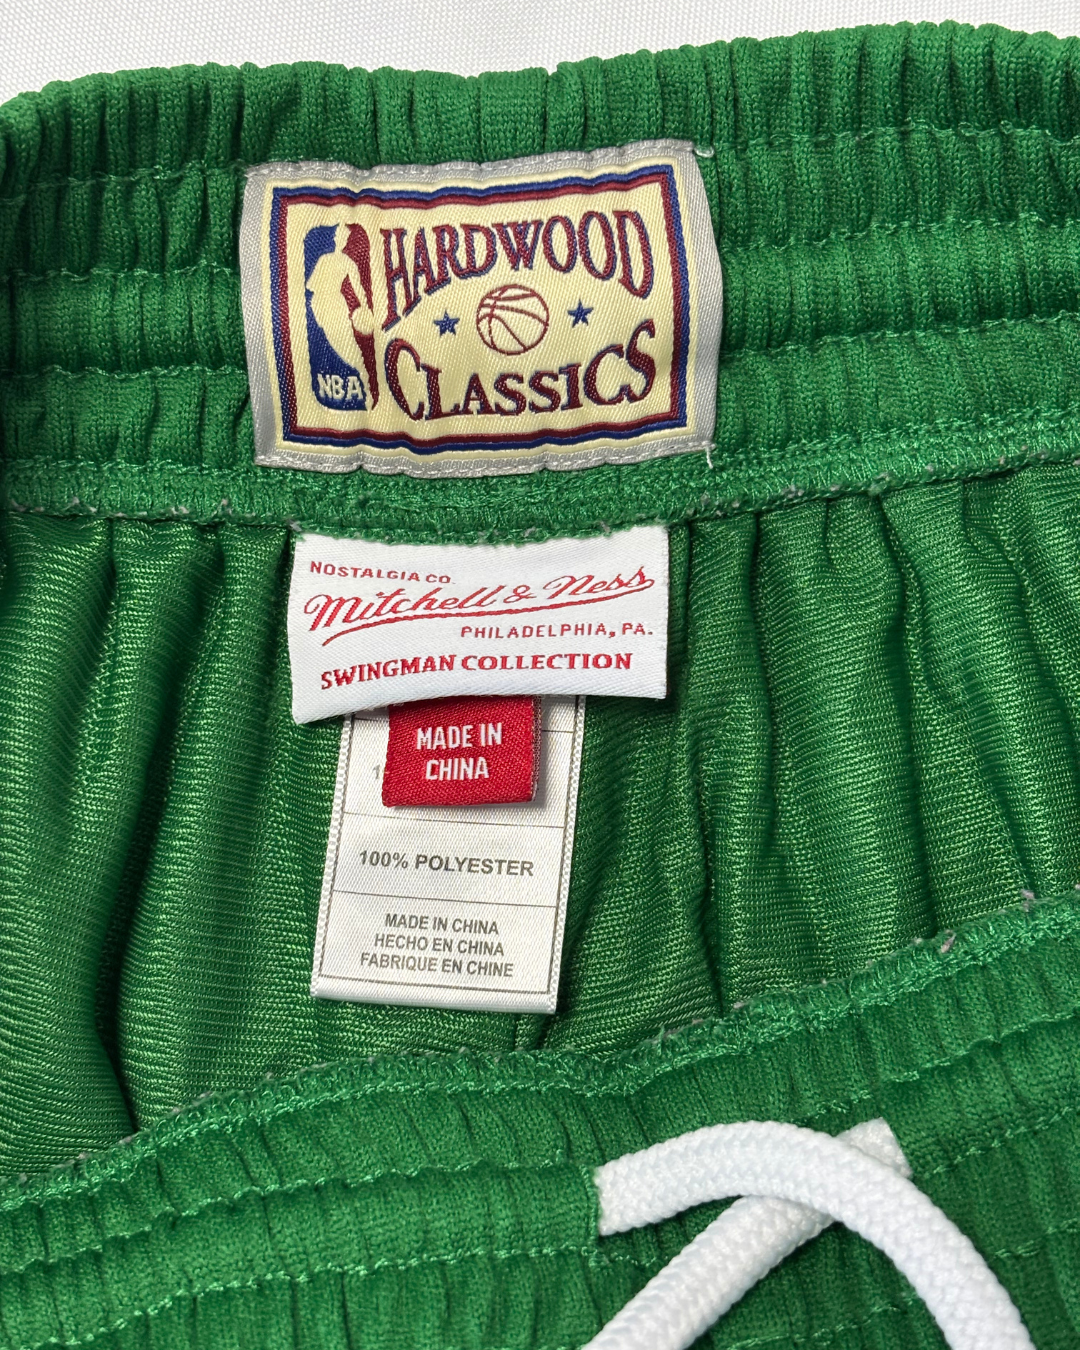 HARDWOOD
CLASSICS
NBA
NOSTALGIA CO.
Mitchell & Ness
PHILADELPHIA, PA.
SWINGMAN COLLECTION
MADE IN
CHINA
100% POLYESTER
MADE IN CHINA
HECHO EN CHINA
FABRIQUE EN CHINE